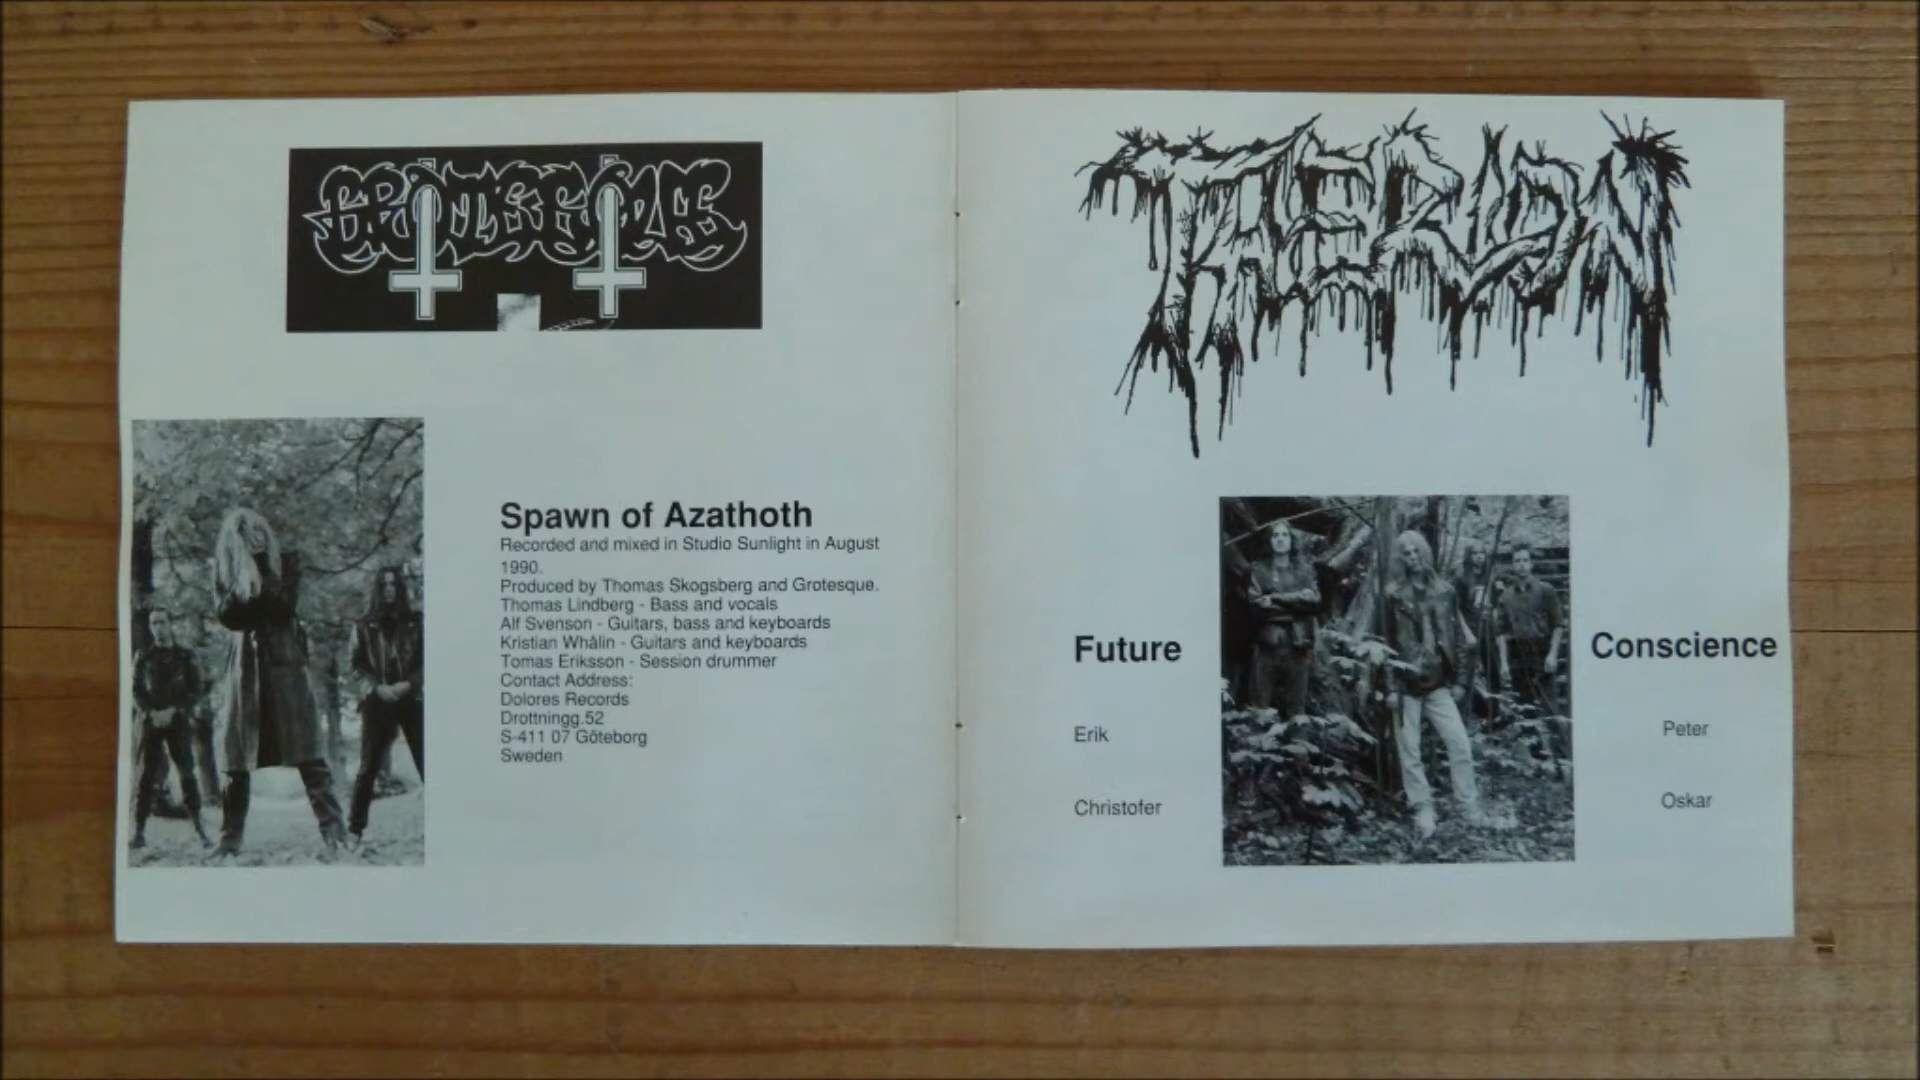 GROTESQUE
Spawn of Azathoth
Recorded and mixed in Studio Sunlight in August
1990.
Produced by Thomas Skogsberg and Grotesque.
Thomas Lindberg - Bass and vocals
Alf Svenson - Guitars, bass and keyboards
Kristian Whålin - Guitars and keyboards
Tomas Eriksson - Session drummer
Contact Address:
Dolores Records
Drottningg.52
S-411 07 Göteborg
Sweden
THERION
Future
Conscience
Erik
Peter
Christofer
Oskar